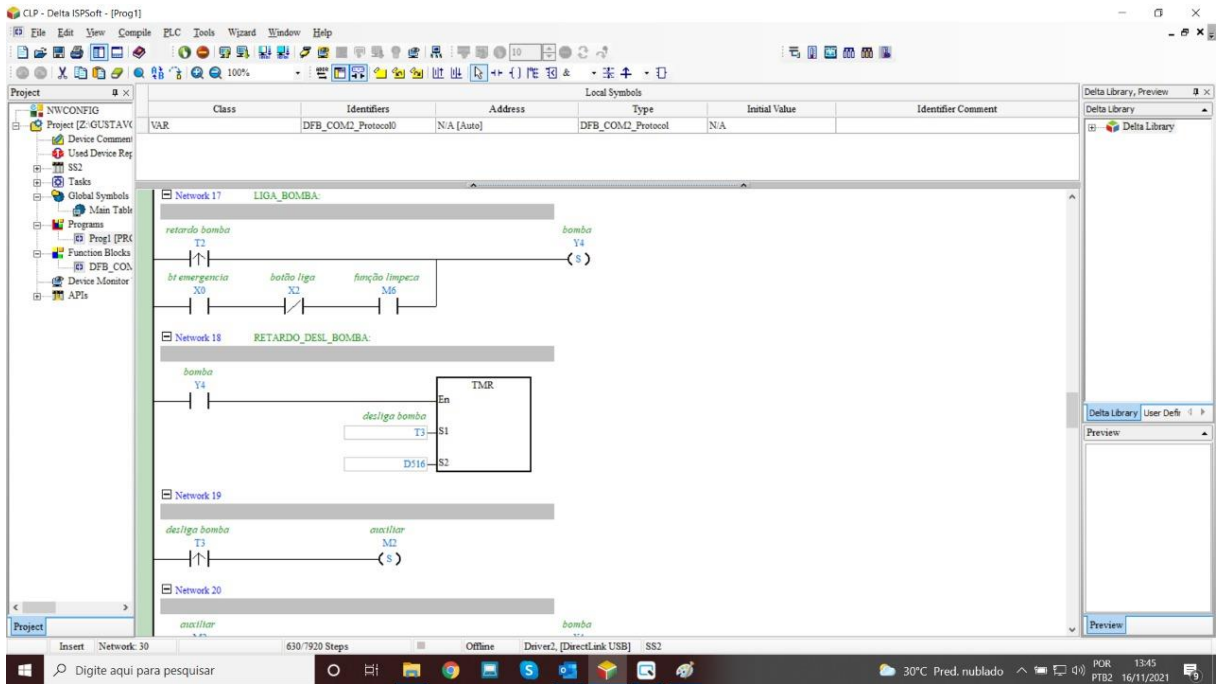 CLP - Delta ISPSoft - [Prog1]
File Edit View Compile PLC Tools Wizard Window Help
10
100%
Project
Local Symbols
Delta Library, Preview
Class Identifiers Address Type Initial Value Identifier Comment
Delta Library
NWCONFIG
VAR DFB_COM2_Protocol0 N/A [Auto] DFB_COM2_Protocol N/A
Delta Library
Project [Z:\GUSTAVO
Device Comment
Used Device Rep
SS2
Tasks
Global Symbols
Main Table
Programs
Prog1 [PRG
Function Blocks
DFB_COM
Device Monitor
APIs
Network 17 LIGA_BOMBA:
retardo bomba bomba
T2 Y4
S
bt emergencia botão liga função limpeza
X0 X2 M6
Network 18 RETARDO_DESL_BOMBA:
bomba
Y4
TMR
En
desliga bomba
T3 S1
D516 S2
Network 19
desliga bomba auxiliar
T3 M2
S
Network 20
auxiliar bomba
Delta Library User Defi
Preview
Project
Preview
Insert Network: 30 630/7920 Steps Offline Driver2, [DirectLink USB] SS2
Digite aqui para pesquisar
30°C Pred. nublado
POR 13:45
PTB2 16/11/2021